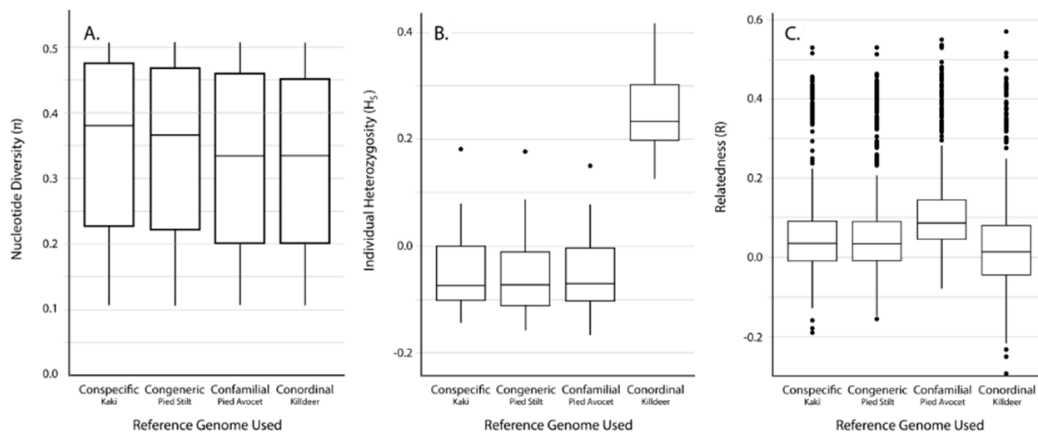 A.
Nucleotide Diversity (π)
0.5
0.4
0.3
0.2
0.1
0.0
Conspecific Congeneric Confamilial Conordinal
Kaki Pied Stilt Pied Avocet Killdeer
Reference Genome Used
B.
Individual Heterozygosity (HS)
0.4
0.2
0.0
-0.2
Conspecific Congeneric Confamilial Conordinal
Kaki Pied Stilt Pied Avocet Killdeer
Reference Genome Used
C.
Relatedness (R)
0.6
0.4
0.2
0.0
-0.2
Conspecific Congeneric Confamilial Conordinal
Kaki Pied Stilt Pied Avocet Killdeer
Reference Genome Used